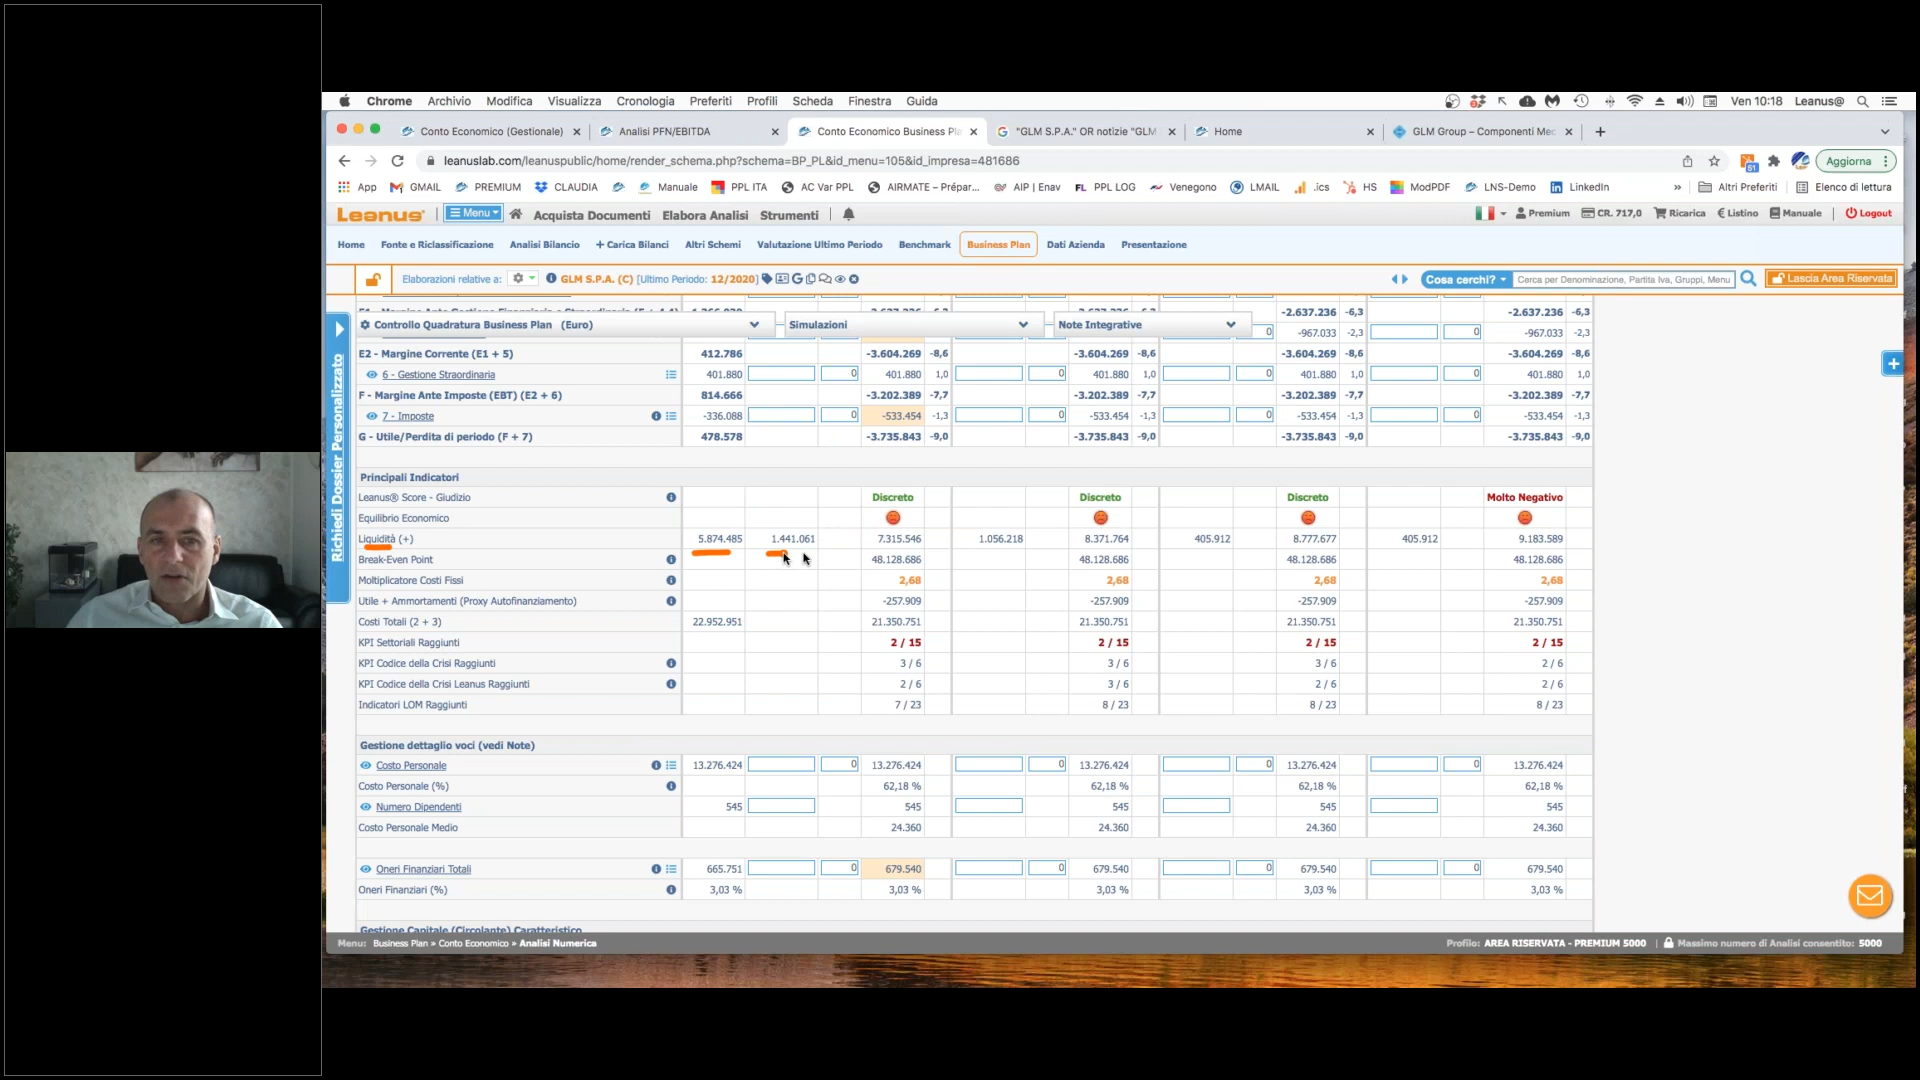 Chrome Archivio Modifica Visualizza Cronologia Preferiti Profili Scheda Finestra Guida Ven 10:18 Leanus@
Conto Economico (Gestionale) Analisi PFN/EBITDA Conto Economico Business Pla "GLM S.P.A." OR notizie "GLM Home GLM Group – Componenti Mec
leanuslab.com/leanuspublic/home/render_schema.php?schema=BP_PL&id_menu=105&id_impresa=481686 51 Aggiorna
App GMAIL PREMIUM CLAUDIA Manuale PPL ITA AC Var PPL AIRMATE – Prépar... AIP | Enav FL PPL LOG Venegono LMAIL .ics HS ModPDF LNS-Demo LinkedIn » Altri Preferiti Elenco di lettura
Leanus Menu Acquista Documenti Elabora Analisi Strumenti Premium CR. 717,0 Ricarica € Listino Manuale Logout
Home Fonte e Riclassificazione Analisi Bilancio + Carica Bilanci Altri Schemi Valutazione Ultimo Periodo Benchmark Business Plan Dati Azienda Presentazione
Elaborazioni relative a: GLM S.P.A. (C) [Ultimo Periodo: 12/2020] Cosa cerchi? Cerca per Denominazione, Partita Iva, Gruppi, Menu Lascia Area Riservata
Richiedi Dossier Personalizzato
-2.637.236 -6,3 -2.637.236 -6,3
Controllo Quadratura Business Plan (Euro) Simulazioni Note Integrative
0 -967.033 -2,3 0 -967.033 -2,3
E2 - Margine Corrente (E1 + 5) 412.786 -3.604.269 -8,6 -3.604.269 -8,6 -3.604.269 -8,6 -3.604.269 -8,6
6 - Gestione Straordinaria 401.880 0 401.880 1,0 0 401.880 1,0 0 401.880 1,0 0 401.880 1,0
F - Margine Ante Imposte (EBT) (E2 + 6) 814.666 -3.202.389 -7,7 -3.202.389 -7,7 -3.202.389 -7,7 -3.202.389 -7,7
7 - Imposte -336.088 0 -533.454 -1,3 0 -533.454 -1,3 0 -533.454 -1,3 0 -533.454 -1,3
G - Utile/Perdita di periodo (F + 7) 478.578 -3.735.843 -9,0 -3.735.843 -9,0 -3.735.843 -9,0 -3.735.843 -9,0
Principali Indicatori
Leanus® Score - Giudizio Discreto Discreto Discreto Molto Negativo
Equilibrio Economico
Liquidità (+) 5.874.485 1.441.061 7.315.546 1.056.218 8.371.764 405.912 8.777.677 405.912 9.183.589
Break-Even Point 48.128.686 48.128.686 48.128.686 48.128.686
Moltiplicatore Costi Fissi 2,68 2,68 2,68 2,68
Utile + Ammortamenti (Proxy Autofinanziamento) -257.909 -257.909 -257.909 -257.909
Costi Totali (2 + 3) 22.952.951 21.350.751 21.350.751 21.350.751 21.350.751
KPI Settoriali Raggiunti 2 / 15 2 / 15 2 / 15 2 / 15
KPI Codice della Crisi Raggiunti 3 / 6 3 / 6 3 / 6 2 / 6
KPI Codice della Crisi Leanus Raggiunti 2 / 6 3 / 6 2 / 6 2 / 6
Indicatori LOM Raggiunti 7 / 23 8 / 23 8 / 23 8 / 23
Gestione dettaglio voci (vedi Note)
Costo Personale 13.276.424 0 13.276.424 0 13.276.424 0 13.276.424 0 13.276.424
Costo Personale (%) 62,18 % 62,18 % 62,18 % 62,18 %
Numero Dipendenti 545 545 545 545 545
Costo Personale Medio 24.360 24.360 24.360 24.360
Oneri Finanziari Totali 665.751 0 679.540 0 679.540 0 679.540 0 679.540
Oneri Finanziari (%) 3,03 % 3,03 % 3,03 % 3,03 % 3,03 %
Gestione Capitale (Circolante) Caratteristico
Menu: Business Plan » Conto Economico » Analisi Numerica Profilo: AREA RISERVATA - PREMIUM 5000 | Massimo numero di Analisi consentito: 5000